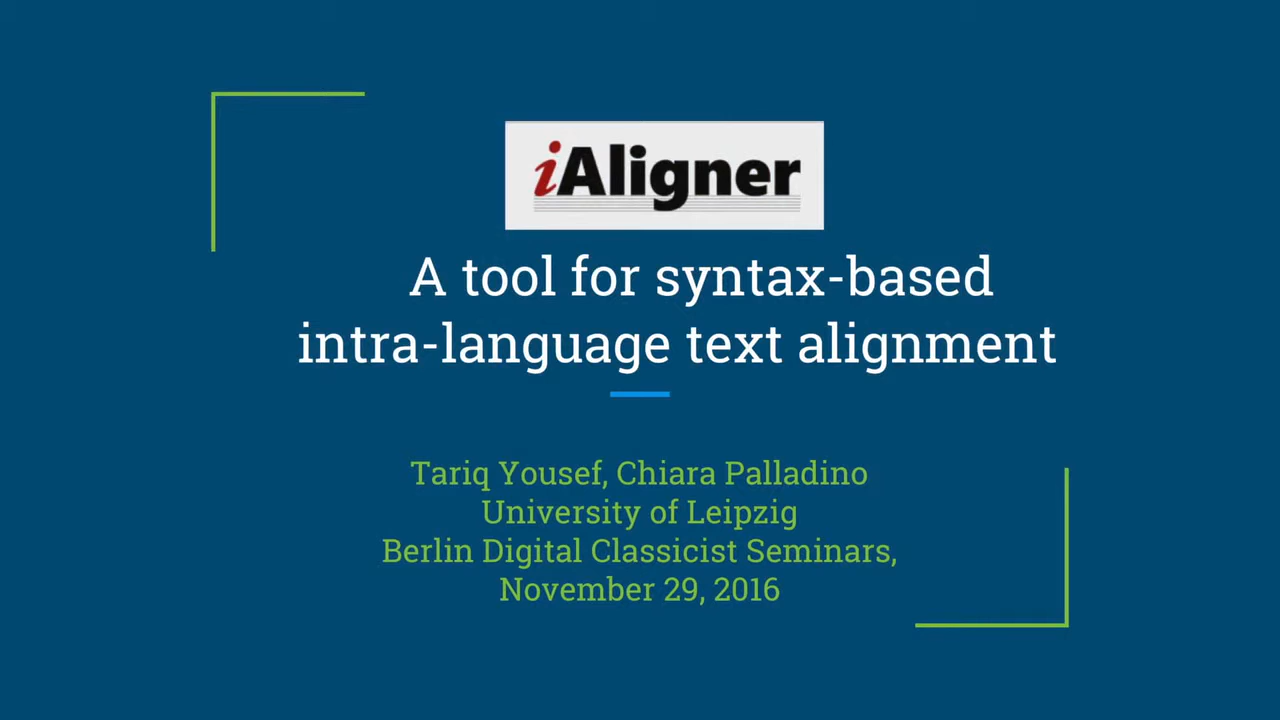 iAligner
A tool for syntax-based
intra-language text alignment
Tariq Yousef, Chiara Palladino
University of Leipzig
Berlin Digital Classicist Seminars,
November 29, 2016